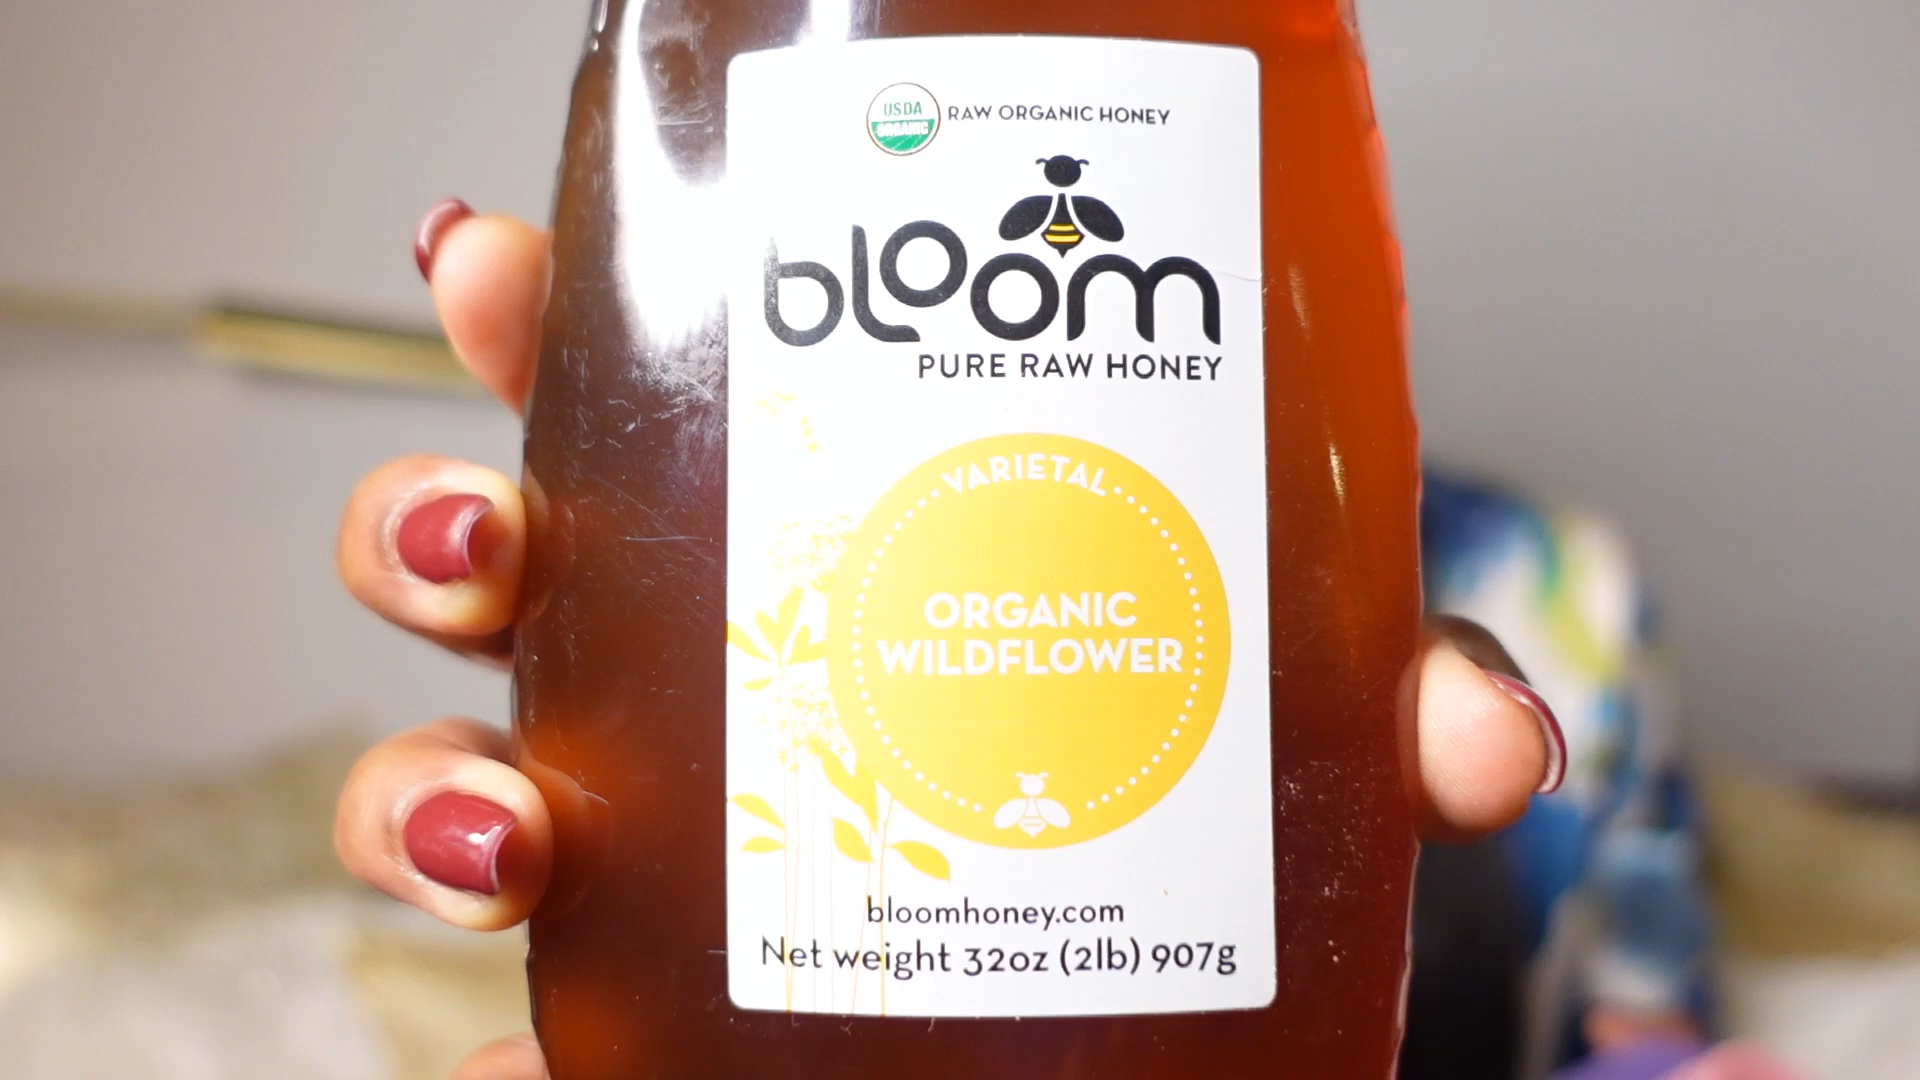 USDA
ORGANIC
RAW ORGANIC HONEY
bloom
PURE RAW HONEY
VARIETAL
ORGANIC
WILDFLOWER
bloomhoney.com
Net weight 32oz (2lb) 907g